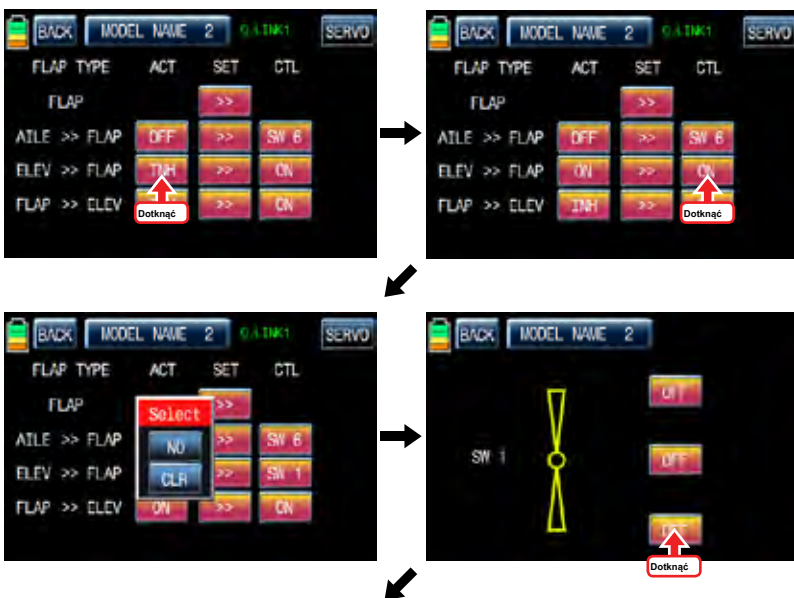 BACK MODEL NAME 2 Q.LINK1 SERVO
FLAP TYPE ACT SET CTL
FLAP >>
AILE >> FLAP OFF >> SW 6
ELEV >> FLAP INH >> ON
FLAP >> ELEV >> ON
Dotknąć
BACK MODEL NAME 2 Q.LINK1 SERVO
FLAP TYPE ACT SET CTL
FLAP >>
AILE >> FLAP OFF >> SW 6
ELEV >> FLAP ON >> ON
FLAP >> ELEV INH >>
Dotknąć
BACK MODEL NAME 2 Q.LINK1 SERVO
FLAP TYPE ACT SET CTL
FLAP >>
Select
AILE >> FLAP NO >> SW 6
ELEV >> FLAP CLR >> SW 1
FLAP >> ELEV ON >> ON
BACK MODEL NAME 2
OFF
SW 1 OFF
OFF
Dotknąć